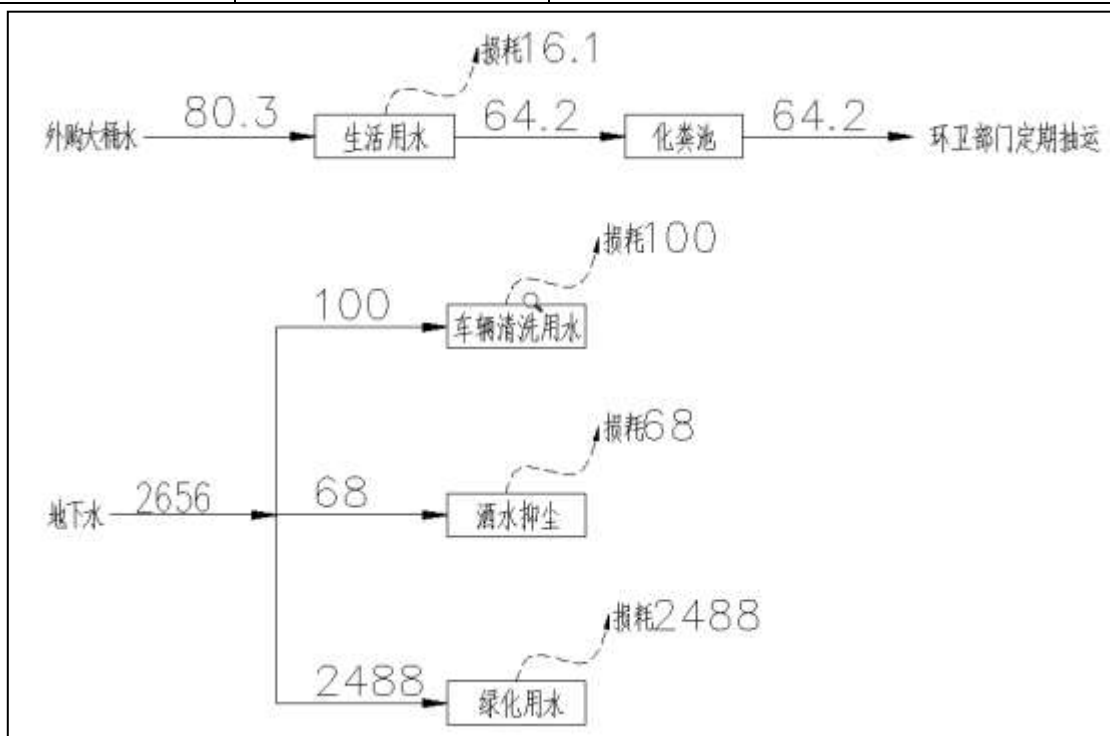 损耗16.1
外购大桶水
80.3
生活用水
64.2
化粪池
64.2
环卫部门定期抽运
损耗100
100
车辆清洗用水
损耗68
地下水
2656
68
洒水抑尘
损耗2488
2488
绿化用水